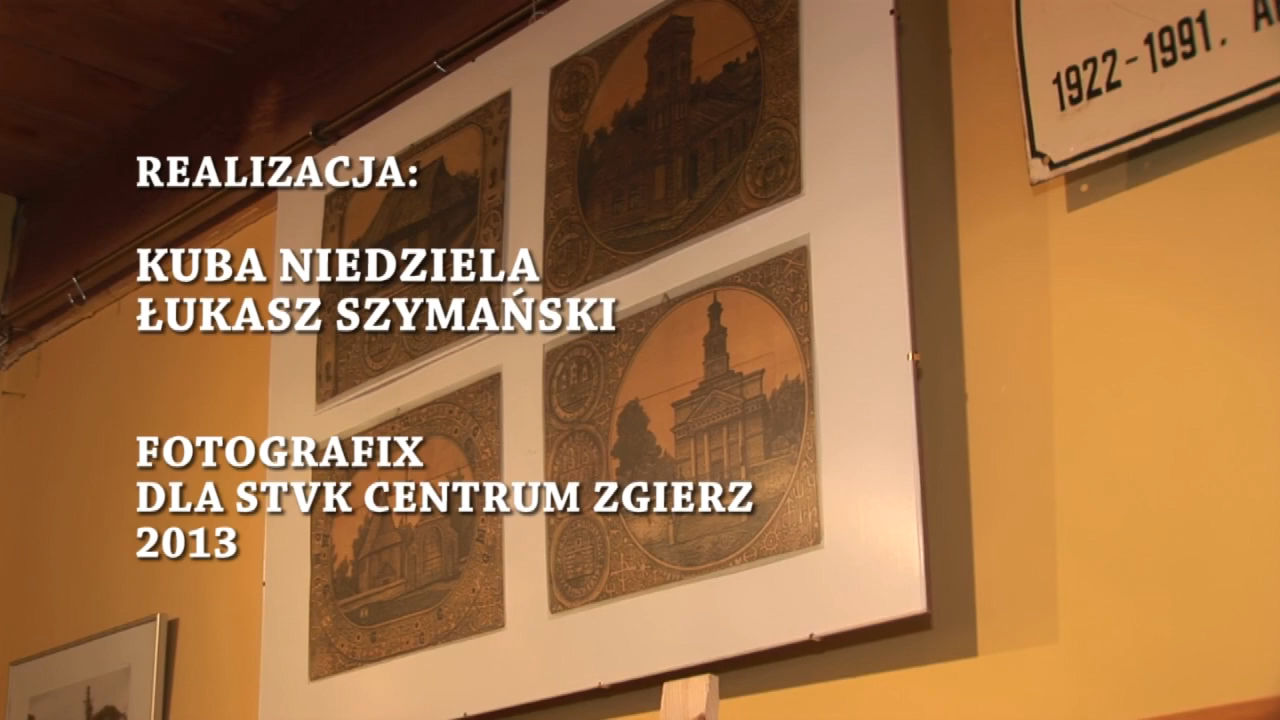 REALIZACJA:
KUBA NIEDZIELA
ŁUKASZ SZYMAŃSKI
FOTOGRAFIX
DLA STVK CENTRUM ZGIERZ
2013
1922-1991.